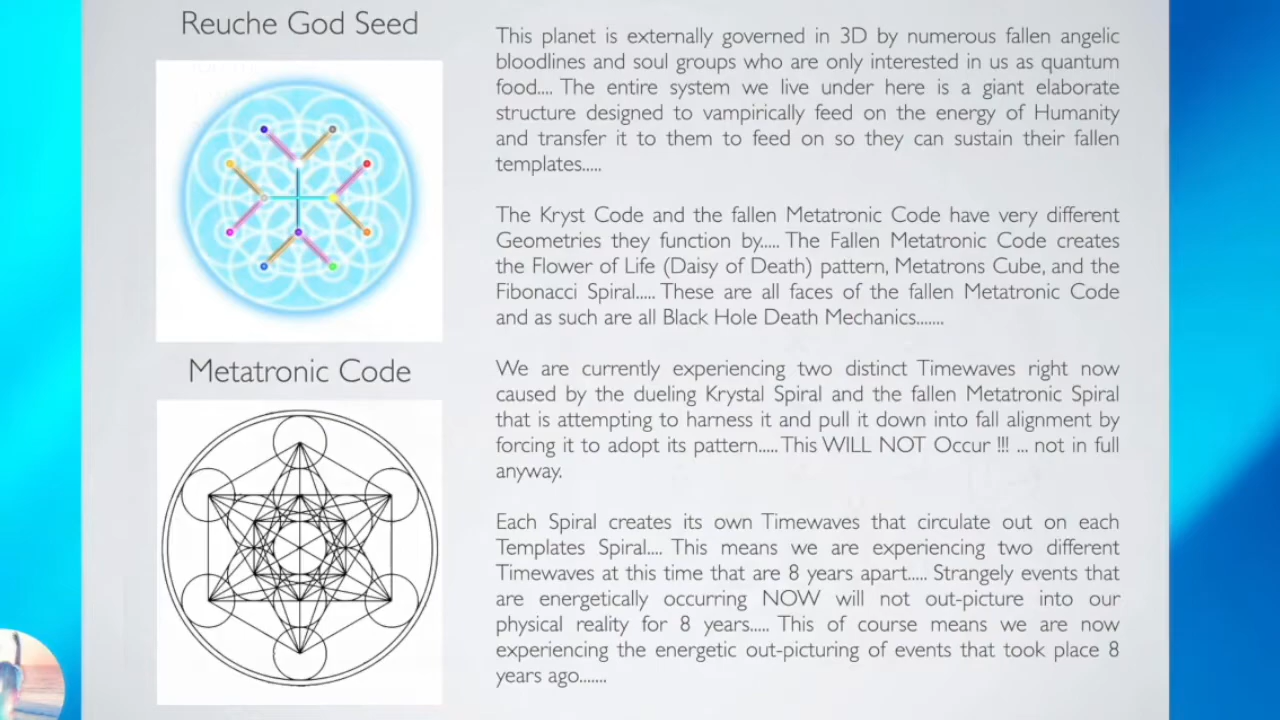 Reuche God Seed
Metatronic Code
This planet is externally governed in 3D by numerous fallen angelic
bloodlines and soul groups who are only interested in us as quantum
food.... The entire system we live under here is a giant elaborate
structure designed to vampirically feed on the energy of Humanity
and transfer it to them to feed on so they can sustain their fallen
templates.....
The Kryst Code and the fallen Metatronic Code have very different
Geometries they function by..... The Fallen Metatronic Code creates
the Flower of Life (Daisy of Death) pattern, Metatrons Cube, and the
Fibonacci Spiral..... These are all faces of the fallen Metatronic Code
and as such are all Black Hole Death Mechanics.......
We are currently experiencing two distinct Timewaves right now
caused by the dueling Krystal Spiral and the fallen Metatronic Spiral
that is attempting to harness it and pull it down into fall alignment by
forcing it to adopt its pattern..... This WILL NOT Occur !!! ... not in full
anyway.
Each Spiral creates its own Timewaves that circulate out on each
Templates Spiral.... This means we are experiencing two different
Timewaves at this time that are 8 years apart..... Strangely events that
are energetically occurring NOW will not out-picture into our
physical reality for 8 years..... This of course means we are now
experiencing the energetic out-picturing of events that took place 8
years ago.......